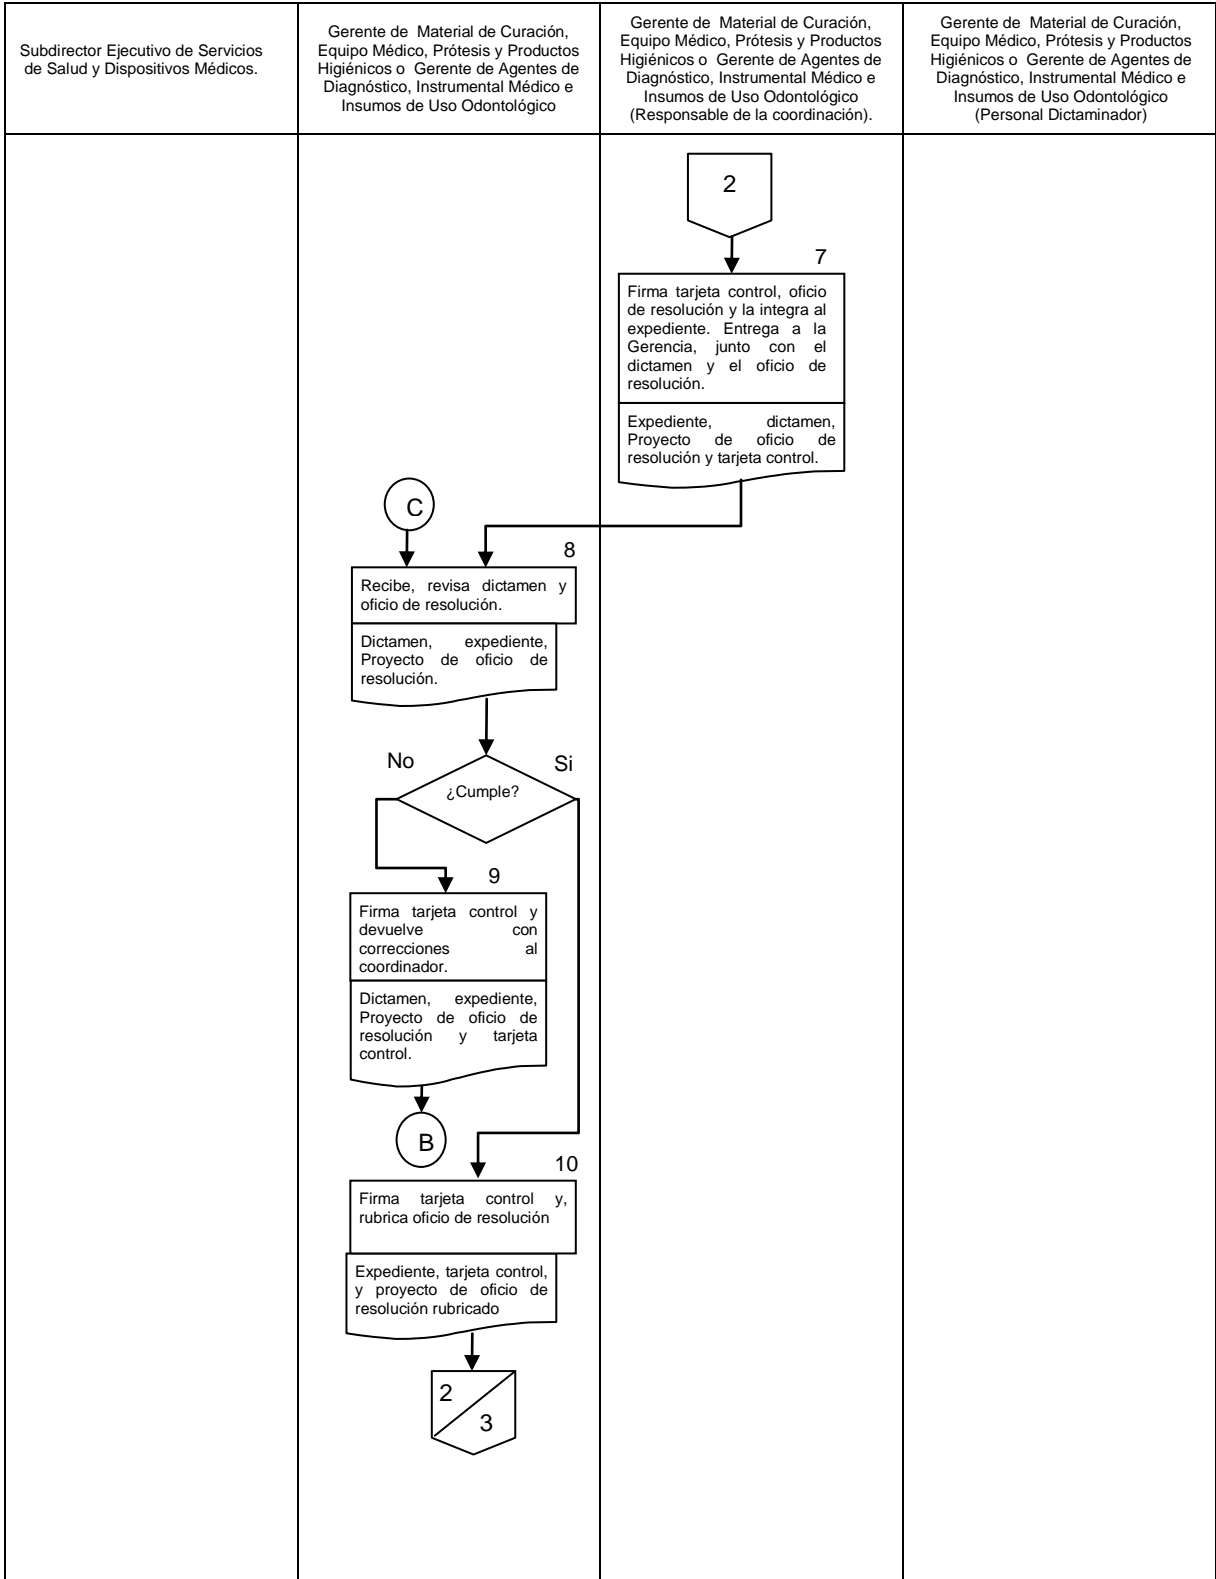 Subdirector Ejecutivo de Servicios
de Salud y Dispositivos Médicos.
Gerente de Material de Curación,
Equipo Médico, Prótesis y Productos
Higiénicos o Gerente de Agentes de
Diagnóstico, Instrumental Médico e
Insumos de Uso Odontológico
Gerente de Material de Curación,
Equipo Médico, Prótesis y Productos
Higiénicos o Gerente de Agentes de
Diagnóstico, Instrumental Médico e
Insumos de Uso Odontológico
(Responsable de la coordinación).
Gerente de Material de Curación,
Equipo Médico, Prótesis y Productos
Higiénicos o Gerente de Agentes de
Diagnóstico, Instrumental Médico e
Insumos de Uso Odontológico
(Personal Dictaminador)
2
7
Firma tarjeta control, oficio
de resolución y la integra al
expediente. Entrega a la
Gerencia, junto con el
dictamen y el oficio de
resolución.
Expediente, dictamen,
Proyecto de oficio de
resolución y tarjeta control.
C
8
Recibe, revisa dictamen y
oficio de resolución.
Dictamen, expediente,
Proyecto de oficio de
resolución.
No
Si
¿Cumple?
9
Firma tarjeta control y
devuelve con
correcciones al
coordinador.
Dictamen, expediente,
Proyecto de oficio de
resolución y tarjeta
control.
B
10
Firma tarjeta control y,
rubrica oficio de resolución
Expediente, tarjeta control,
y proyecto de oficio de
resolución rubricado
2
3